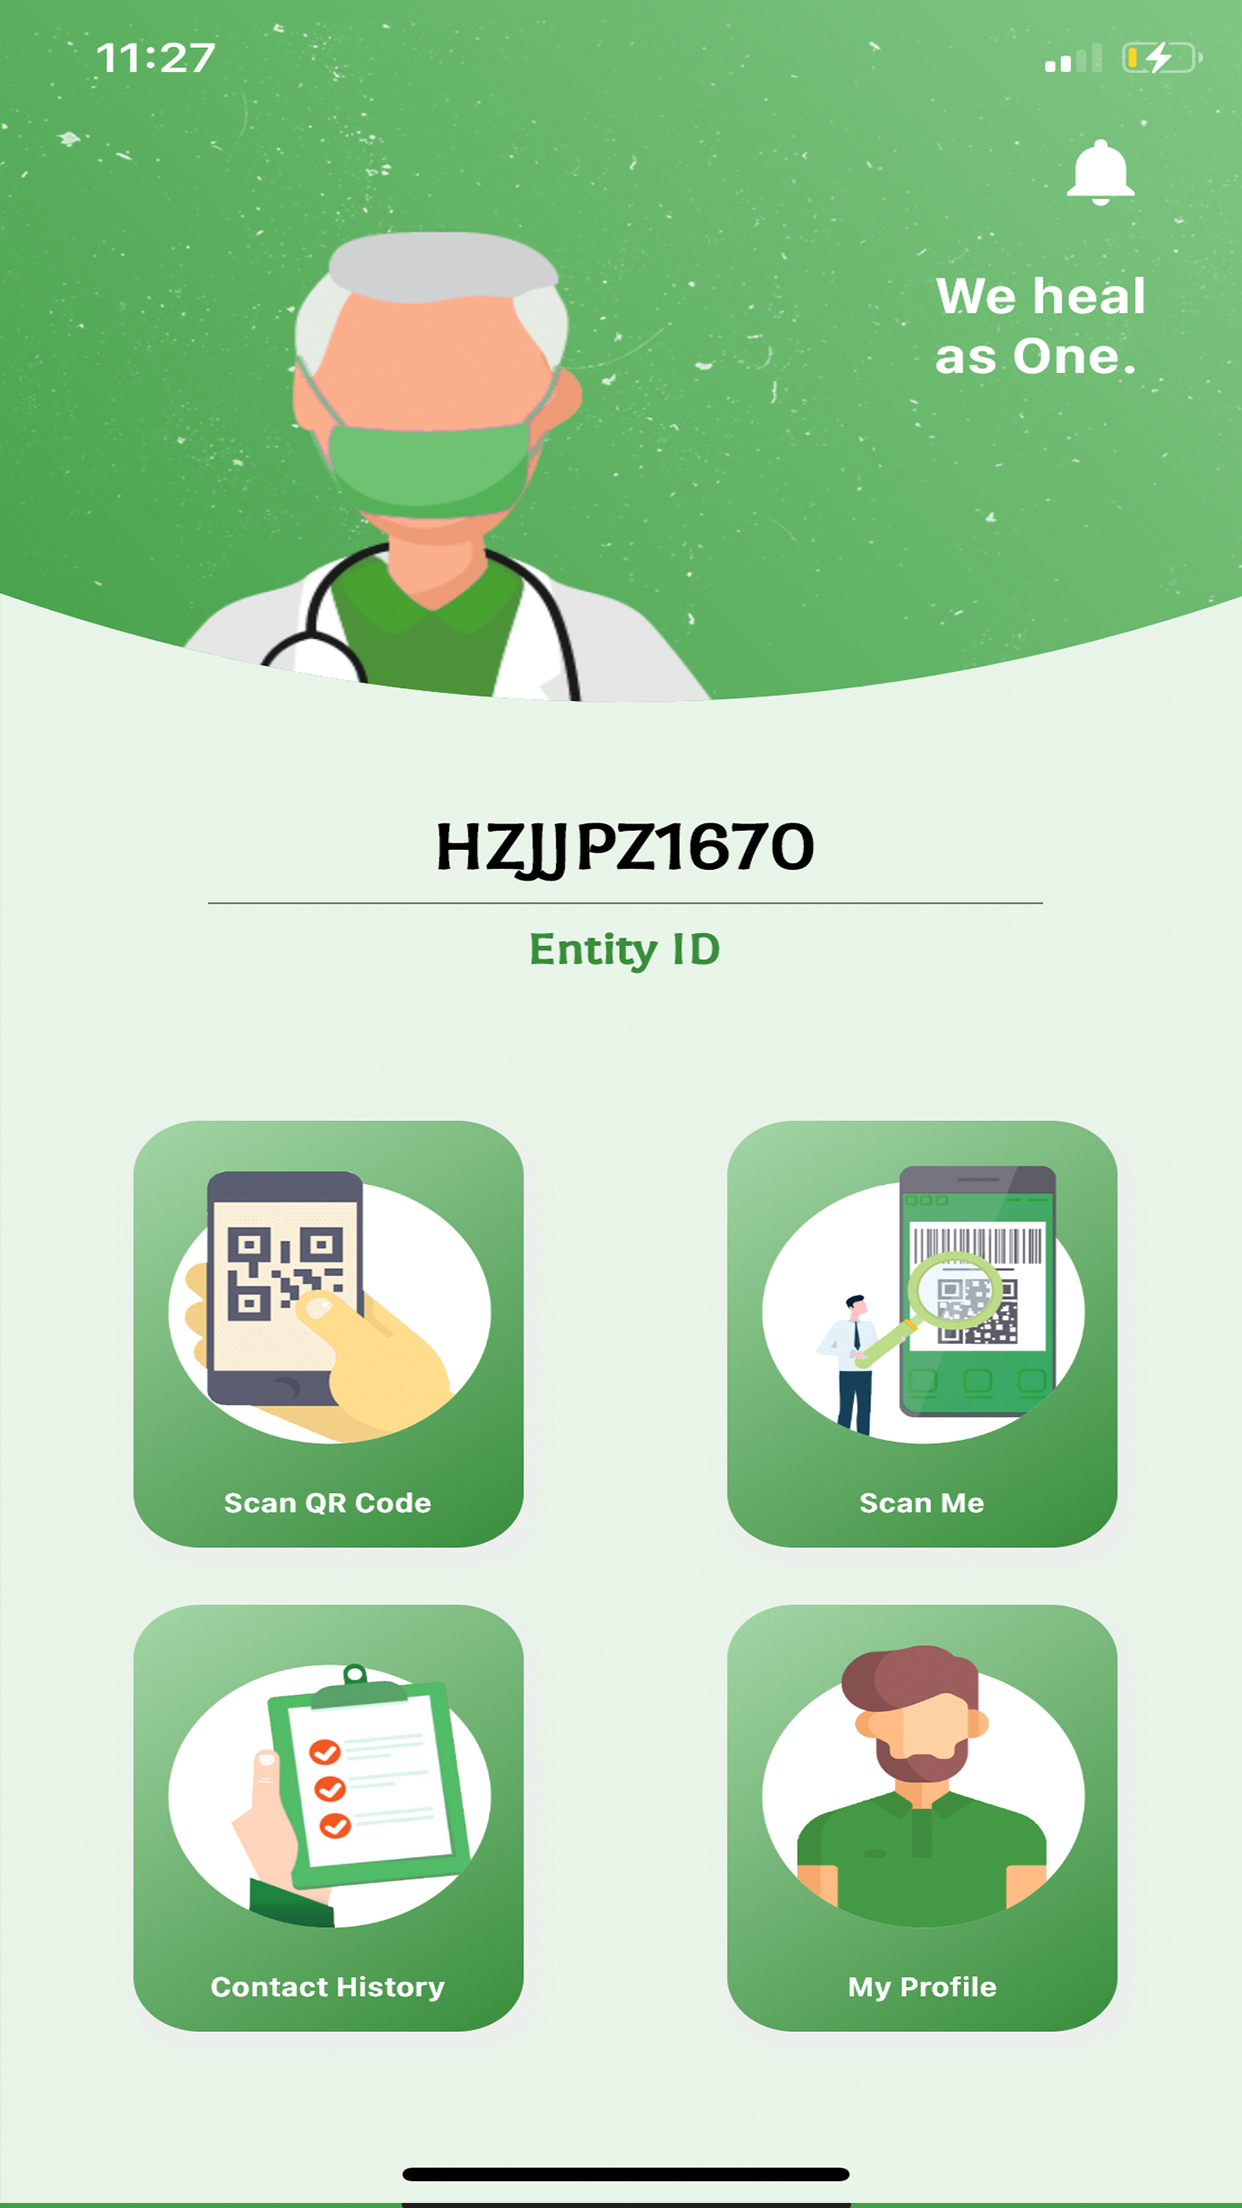 11:27
We heal
as One.
HZJJPZ1670
Entity ID
Scan QR Code
Scan Me
Contact History
My Profile